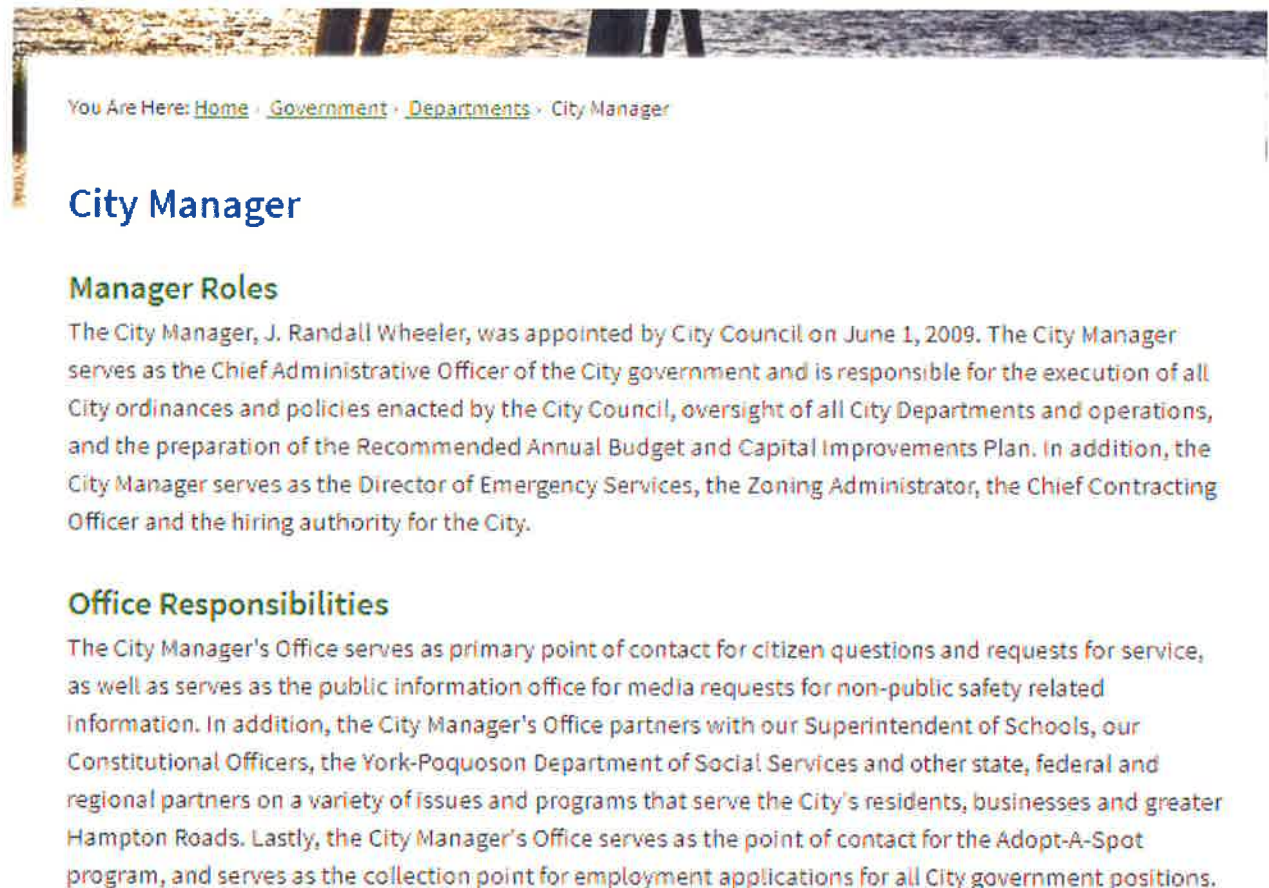 You Are Here: Home › Government › Departments › City Manager
City Manager
Manager Roles
The City Manager, J. Randall Wheeler, was appointed by City Council on June 1, 2009. The City Manager
serves as the Chief Administrative Officer of the City government and is responsible for the execution of all
City ordinances and policies enacted by the City Council, oversight of all City Departments and operations,
and the preparation of the Recommended Annual Budget and Capital Improvements Plan. In addition, the
City Manager serves as the Director of Emergency Services, the Zoning Administrator, the Chief Contracting
Officer and the hiring authority for the City.
Office Responsibilities
The City Manager's Office serves as primary point of contact for citizen questions and requests for service,
as well as serves as the public information office for media requests for non-public safety related
information. In addition, the City Manager's Office partners with our Superintendent of Schools, our
Constitutional Officers, the York-Poquoson Department of Social Services and other state, federal and
regional partners on a variety of issues and programs that serve the City's residents, businesses and greater
Hampton Roads. Lastly, the City Manager's Office serves as the point of contact for the Adopt-A-Spot
program, and serves as the collection point for employment applications for all City government positions.